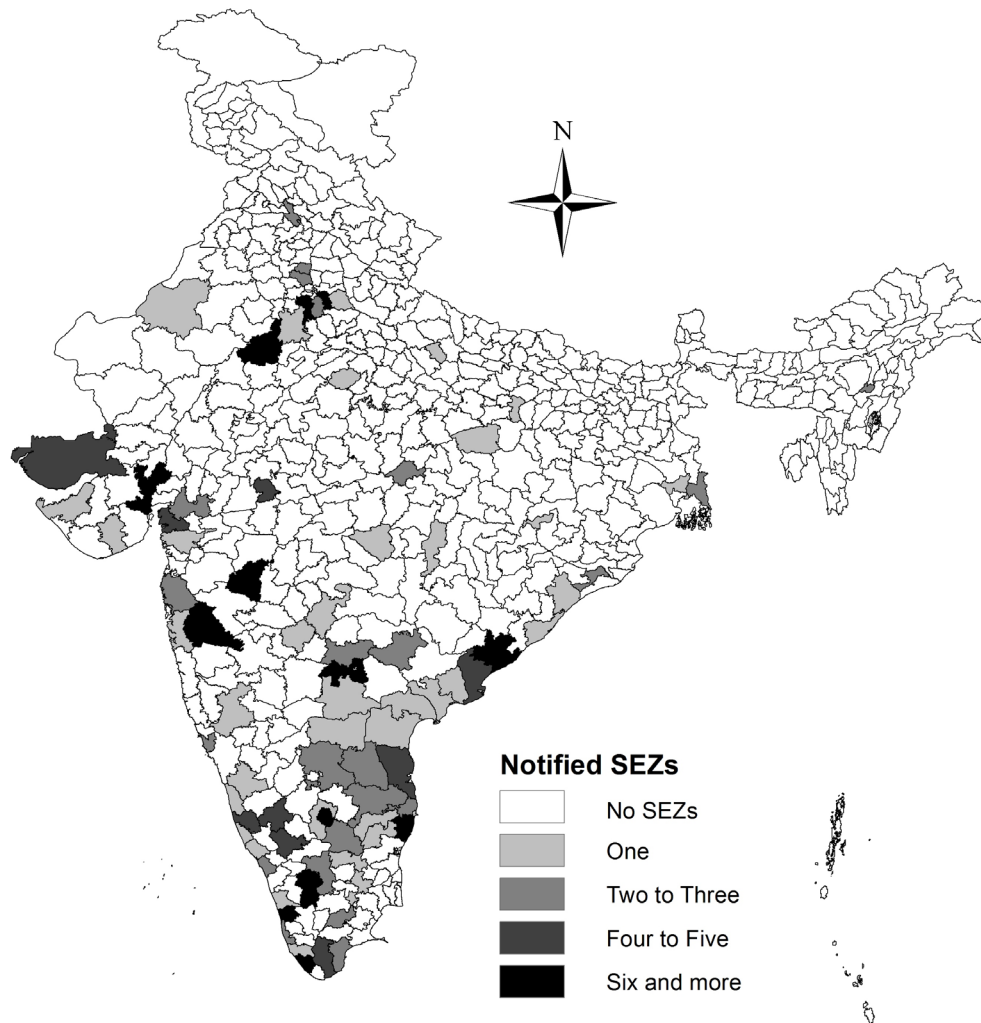 N
Notified SEZs
No SEZs
One
Two to Three
Four to Five
Six and more